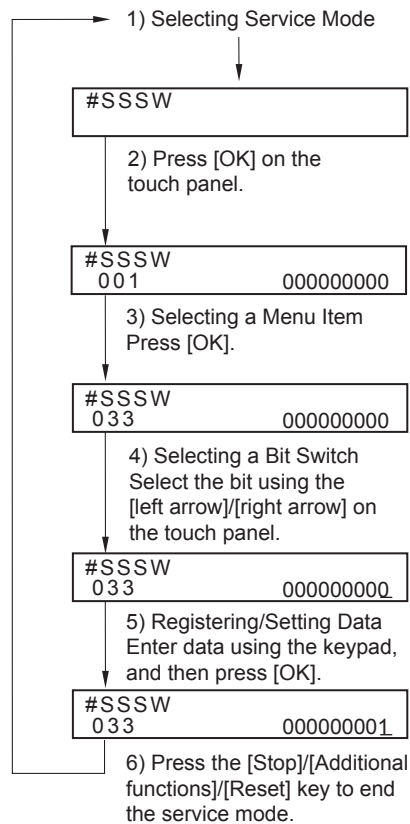 1) Selecting Service Mode
#SSSW
2) Press [OK] on the
touch panel.
#SSSW
001 000000000
3) Selecting a Menu Item
Press [OK].
#SSSW
033 000000000
4) Selecting a Bit Switch
Select the bit using the
[left arrow]/[right arrow] on
the touch panel.
#SSSW
033 000000000
5) Registering/Setting Data
Enter data using the keypad,
and then press [OK].
#SSSW
033 000000001
6) Press the [Stop]/[Additional
functions]/[Reset] key to end
the service mode.